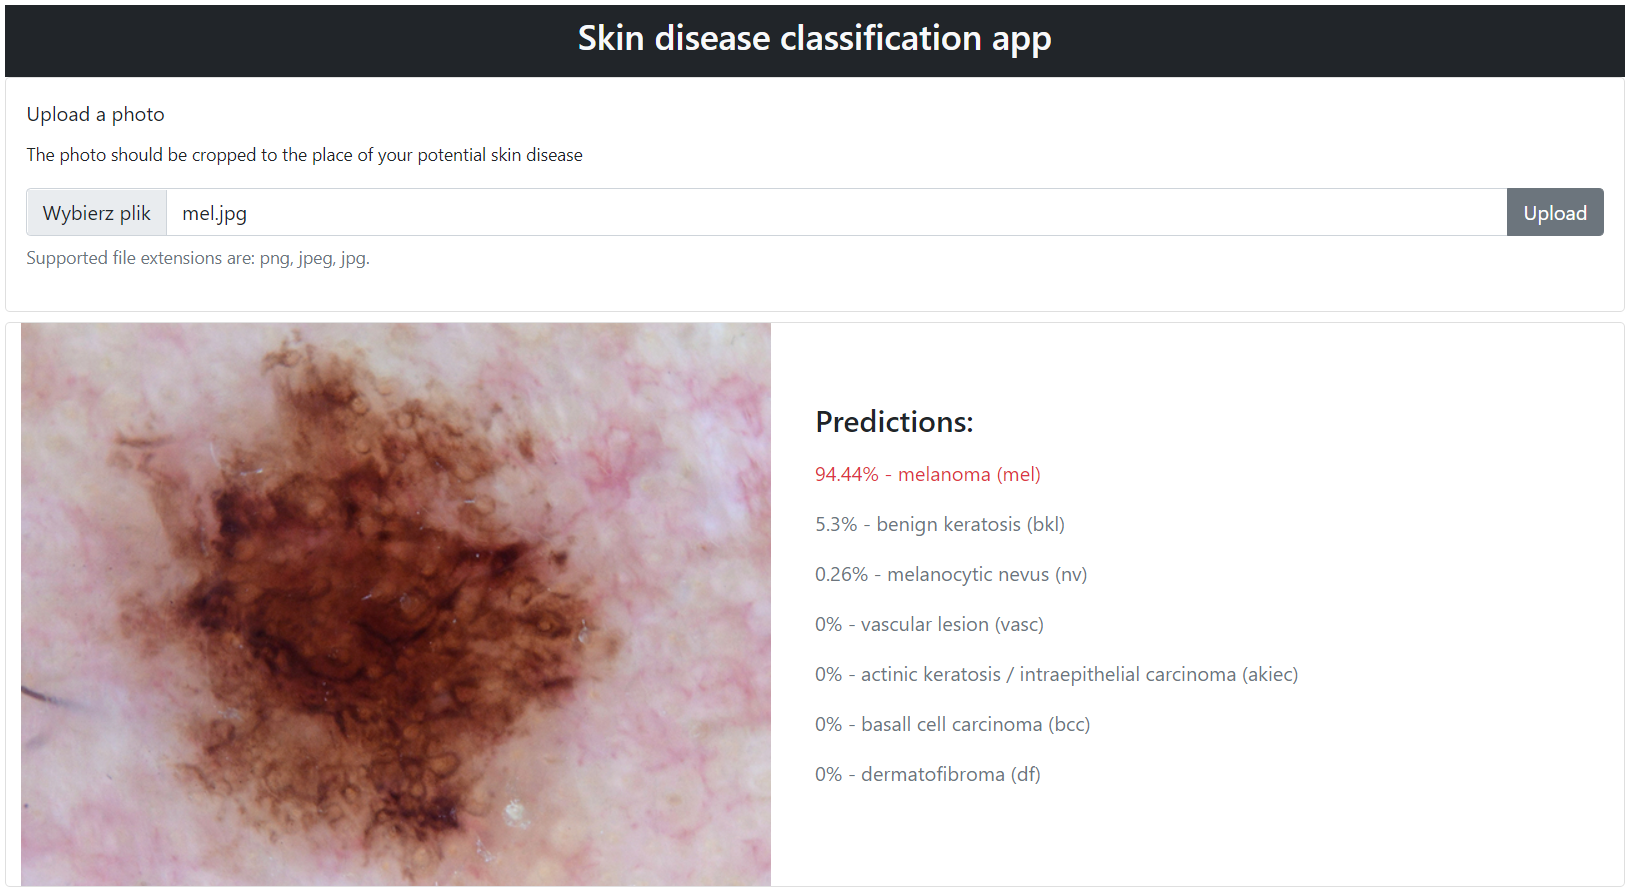 Skin disease classification app
Upload a photo
The photo should be cropped to the place of your potential skin disease
Wybierz plik mel.jpg Upload
Supported file extensions are: png, jpeg, jpg.
Predictions:
94.44% - melanoma (mel)
5.3% - benign keratosis (bkl)
0.26% - melanocytic nevus (nv)
0% - vascular lesion (vasc)
0% - actinic keratosis / intraepithelial carcinoma (akiec)
0% - basall cell carcinoma (bcc)
0% - dermatofibroma (df)